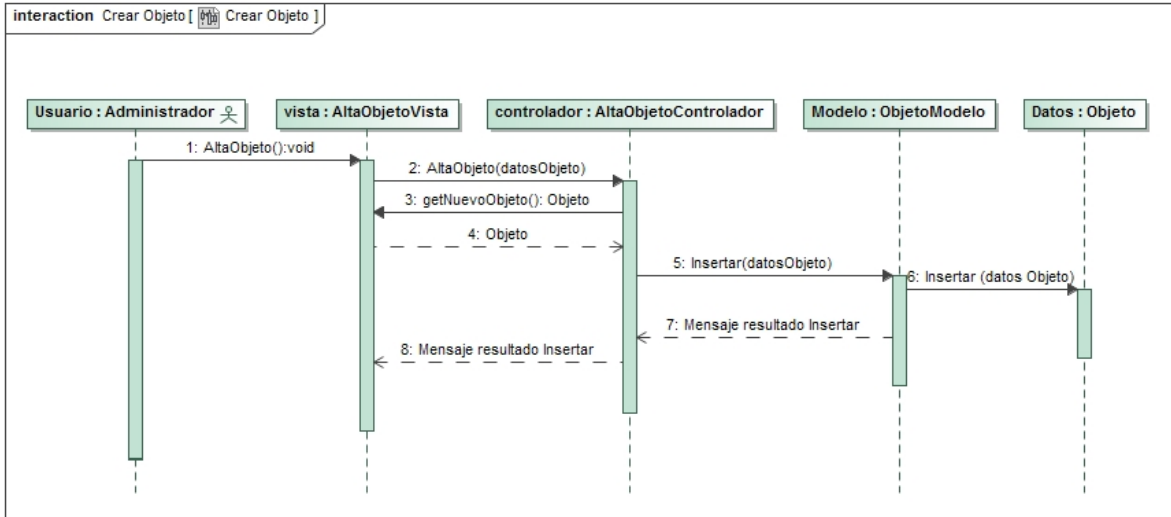 interaction Crear Objeto [ Crear Objeto ]
Usuario : Administrador
vista : AltaObjetoVista
controlador : AltaObjetoControlador
Modelo : ObjetoModelo
Datos : Objeto
1: AltaObjeto():void
2: AltaObjeto(datosObjeto)
3: getNuevoObjeto(): Objeto
4: Objeto
5: Insertar(datosObjeto)
6: Insertar (datos Objeto)
7: Mensaje resultado Insertar
8: Mensaje resultado Insertar